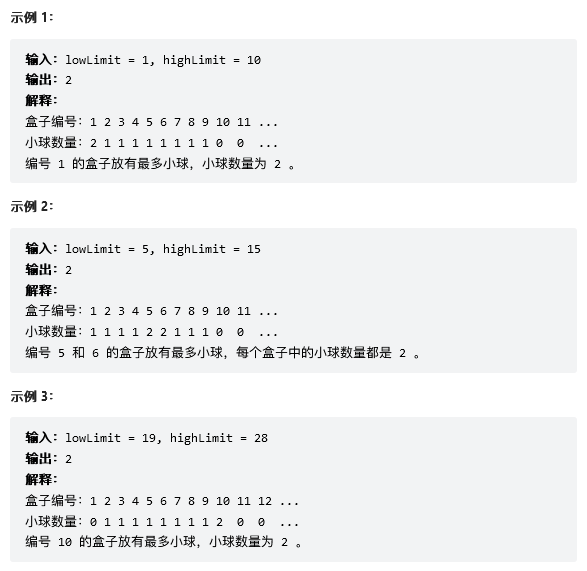 示例 1：
输入：lowLimit = 1, highLimit = 10
输出：2
解释：
盒子编号：1 2 3 4 5 6 7 8 9 10 11 ...
小球数量：2 1 1 1 1 1 1 1 1 0  0  ...
编号 1 的盒子放有最多小球，小球数量为 2 。
示例 2：
输入：lowLimit = 5, highLimit = 15
输出：2
解释：
盒子编号：1 2 3 4 5 6 7 8 9 10 11 ...
小球数量：1 1 1 1 2 2 1 1 1 0  0  ...
编号 5 和 6 的盒子放有最多小球，每个盒子中的小球数量都是 2 。
示例 3：
输入：lowLimit = 19, highLimit = 28
输出：2
解释：
盒子编号：1 2 3 4 5 6 7 8 9 10 11 12 ...
小球数量：0 1 1 1 1 1 1 1 1 2  0  0  ...
编号 10 的盒子放有最多小球，小球数量为 2 。